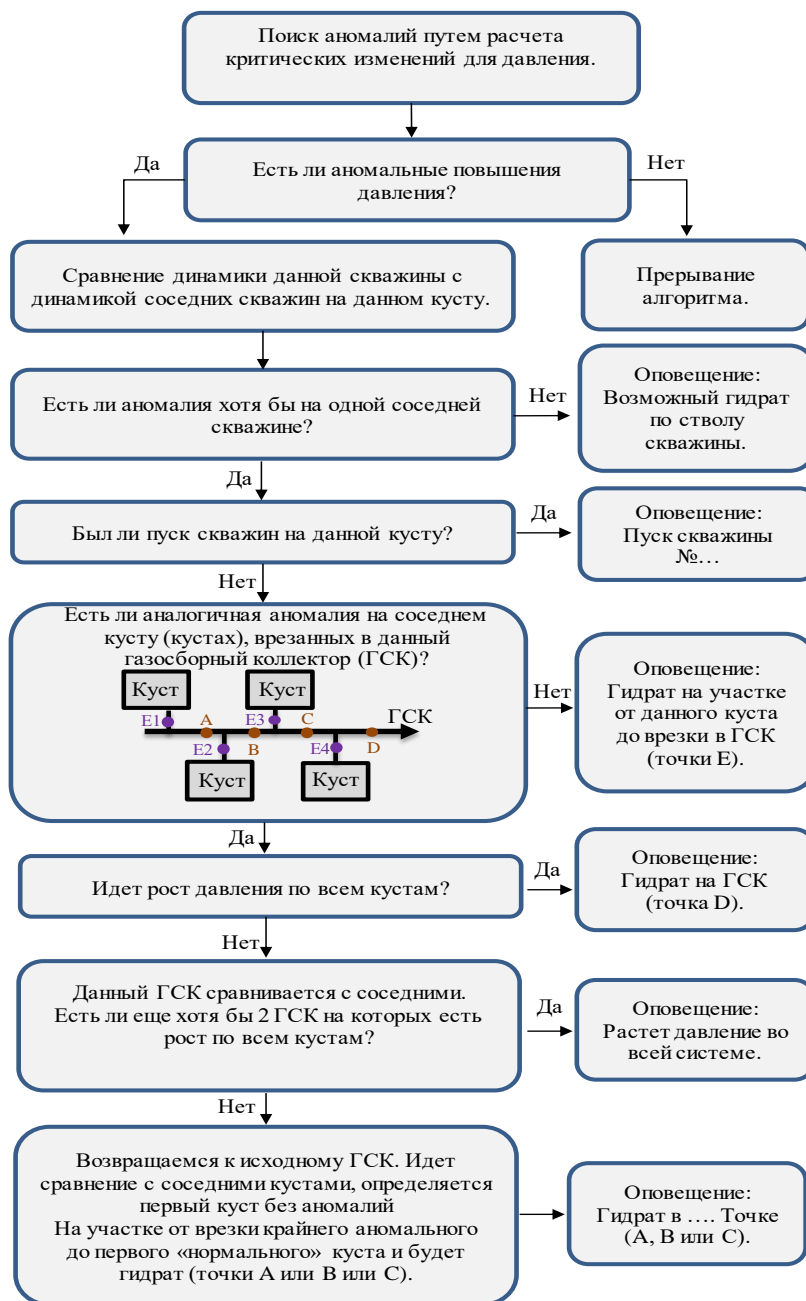 Поиск аномалий путем расчета
критических изменений для давления.
Да
Есть ли аномальные повышения
давления?
Нет
Сравнение динамики данной скважины с
динамикой соседних скважин на данном кусту.
Прерывание
алгоритма.
Есть ли аномалия хотя бы на одной соседней
скважине?
Нет
Оповещение:
Возможный гидрат
по стволу
скважины.
Да
Был ли пуск скважин на данной кусту?
Да
Оповещение:
Пуск скважины
№…
Нет
Есть ли аналогичная аномалия на соседнем
кусту (кустах), врезанных в данный
газосборный коллектор (ГСК)?
Куст
Куст
E1
A
E3
C
ГСК
E2
B
E4
D
Куст
Куст
Нет
Оповещение:
Гидрат на участке
от данного куста
до врезки в ГСК
(точки Е).
Да
Идет рост давления по всем кустам?
Да
Оповещение:
Гидрат на ГСК
(точка D).
Нет
Данный ГСК сравнивается с соседними.
Есть ли еще хотя бы 2 ГСК на которых есть
рост по всем кустам?
Да
Оповещение:
Растет давление во
всей системе.
Нет
Возвращаемся к исходному ГСК. Идет
сравнение с соседними кустами, определяется
первый куст без аномалий
На участке от врезки крайнего аномального
до первого «нормального» куста и будет
гидрат (точки А или В или С).
Оповещение:
Гидрат в …. Точке
(А, В или С).